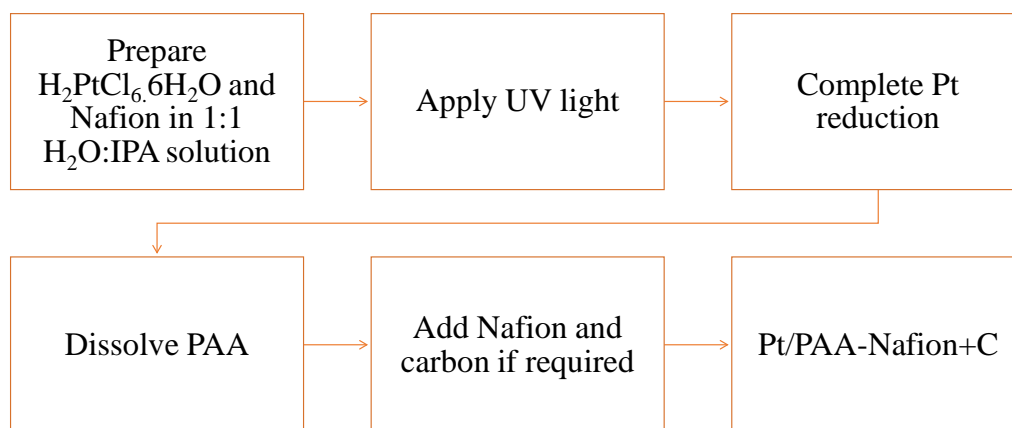 Prepare
H₂PtCl₆.6H₂O and
Nafion in 1:1
H₂O:IPA solution
Apply UV light
Complete Pt
reduction
Dissolve PAA
Add Nafion and
carbon if required
Pt/PAA-Nafion+C